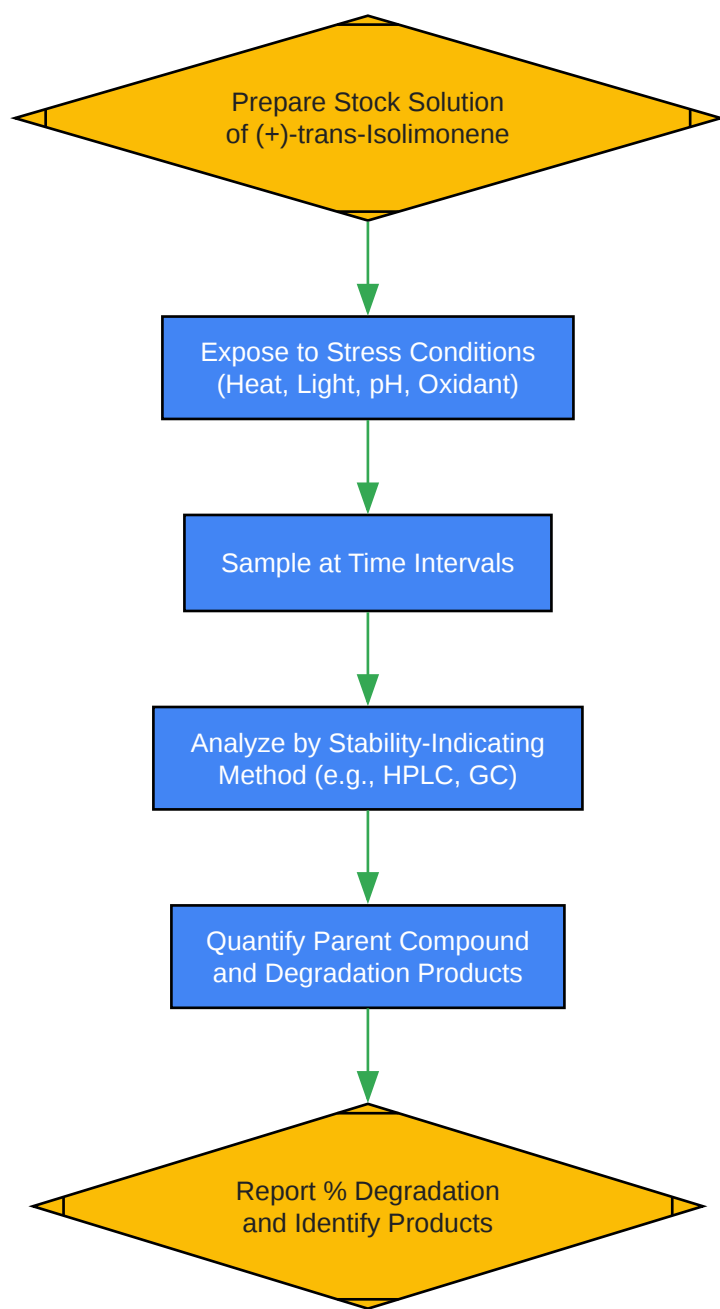 Prepare Stock Solution
of (+)-trans-Isolimonene
Expose to Stress Conditions
(Heat, Light, pH, Oxidant)
Sample at Time Intervals
Analyze by Stability-Indicating
Method (e.g., HPLC, GC)
Quantify Parent Compound
and Degradation Products
Report % Degradation
and Identify Products